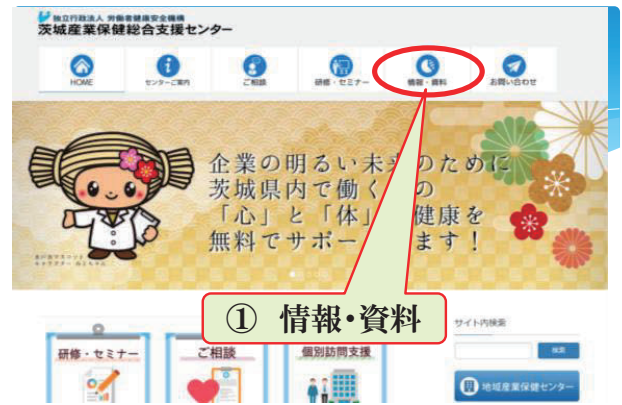 独立行政法人 労働者健康安全機構
茨城産業保健総合支援センター
HOME
センターご案内
ご相談
研修・セミナー
情報・資料
お問い合わせ
企業の明るい未来のために
茨城県内で働く の
「心」と「体」 健康を
無料でサポー ます！
① 情報・資料
サイト内検索
検索
研修・セミナー
ご相談
個別訪問支援
地域産業保健センター